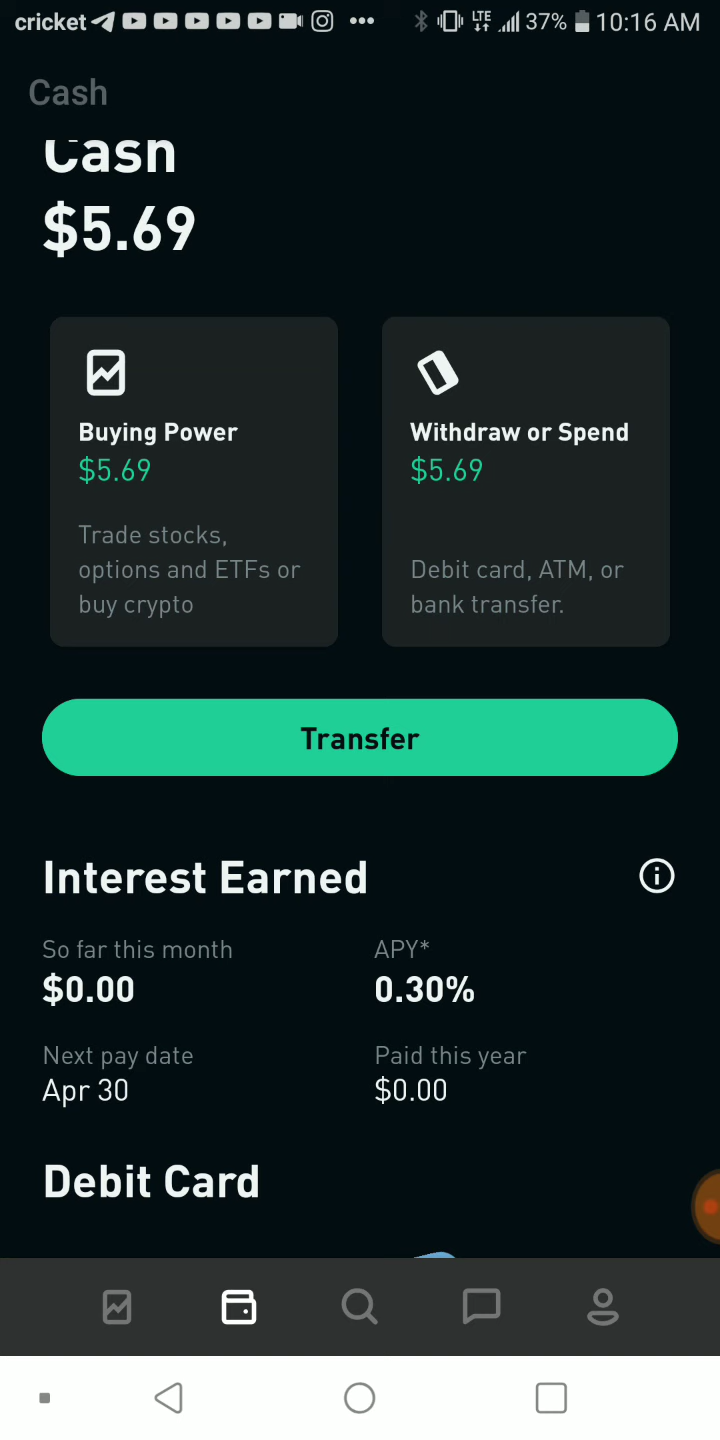 cricket LTE 37% 10:16 AM
Cash
Cash
$5.69
Buying Power
$5.69
Trade stocks,
options and ETFs or
buy crypto
Withdraw or Spend
$5.69
Debit card, ATM, or
bank transfer.
Transfer
Interest Earned
So far this month
$0.00
APY*
0.30%
Next pay date
Apr 30
Paid this year
$0.00
Debit Card